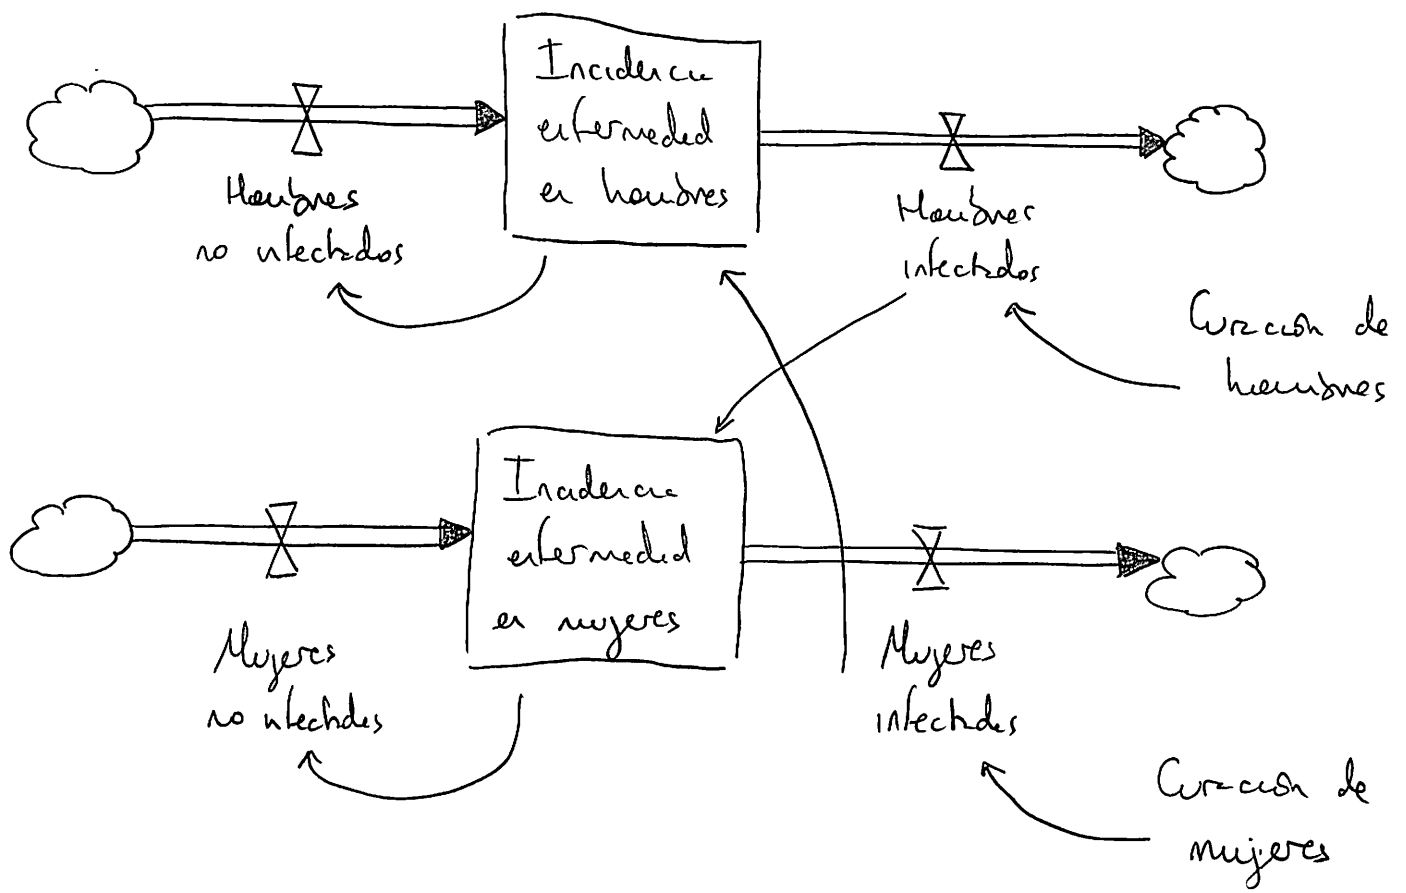 Incidencia
enfermedad
en hombres
Hombres
no infectados
Hombres
infectados
Curación de
hombres
Incidencia
enfermedad
en mujeres
Mujeres
no infectadas
Mujeres
infectadas
Curación de
mujeres